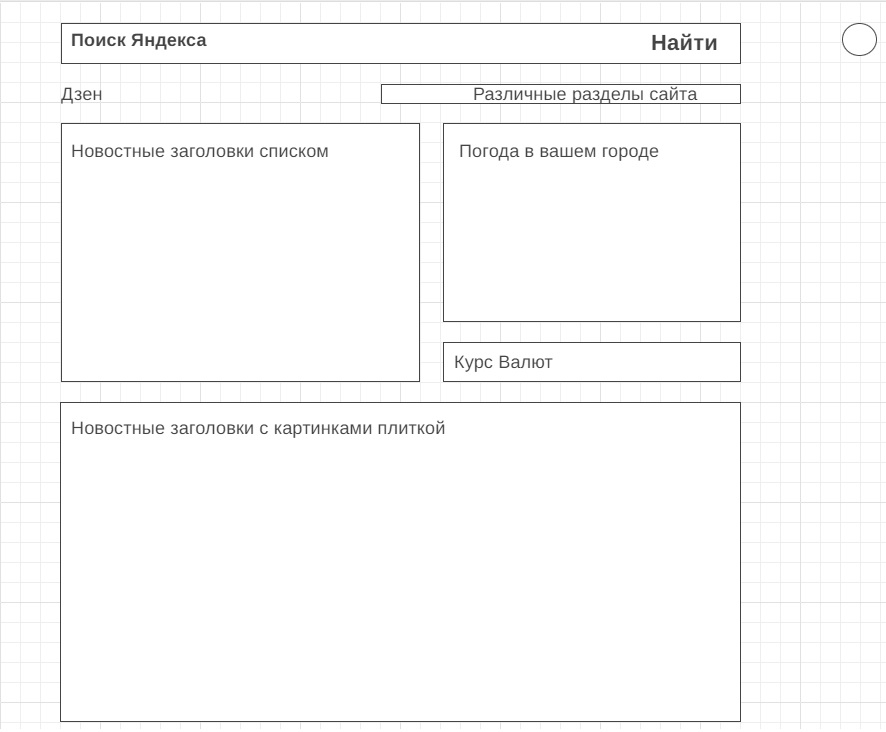 Поиск Яндекса Найти
Дзен Различные разделы сайта
Новостные заголовки списком
Погода в вашем городе
Курс Валют
Новостные заголовки с картинками плиткой